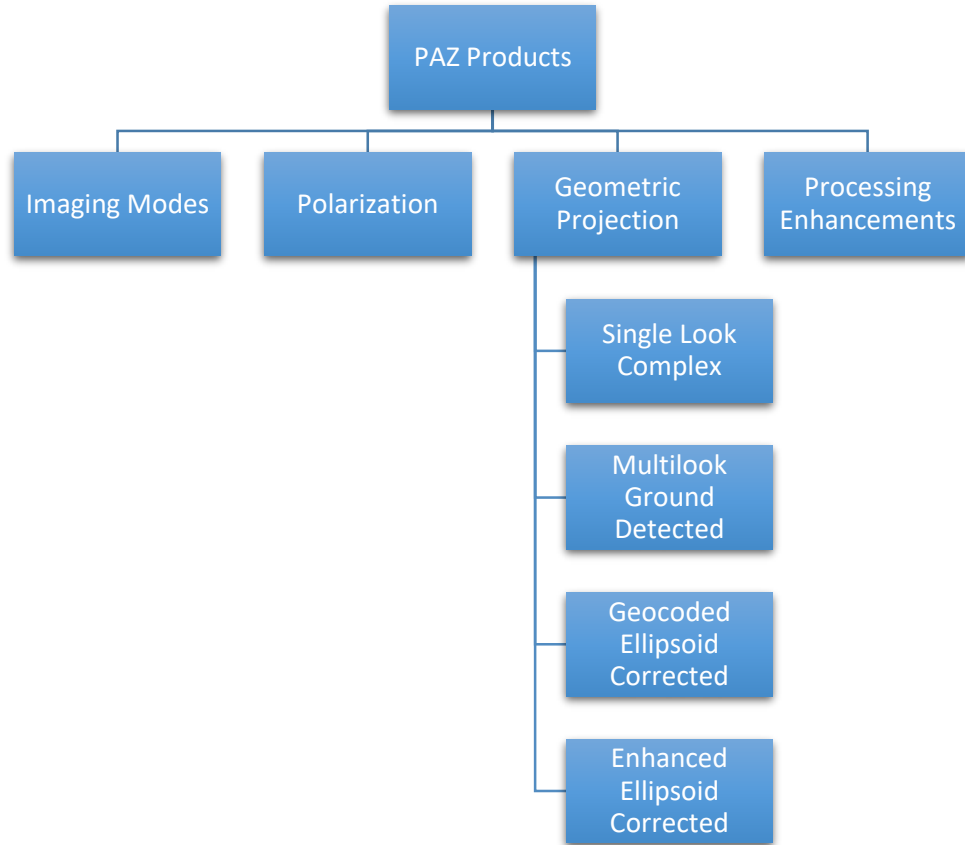 PAZ Products
Imaging Modes
Polarization
Geometric
Projection
Processing
Enhancements
Single Look
Complex
Multilook
Ground
Detected
Geocoded
Ellipsoid
Corrected
Enhanced
Ellipsoid
Corrected